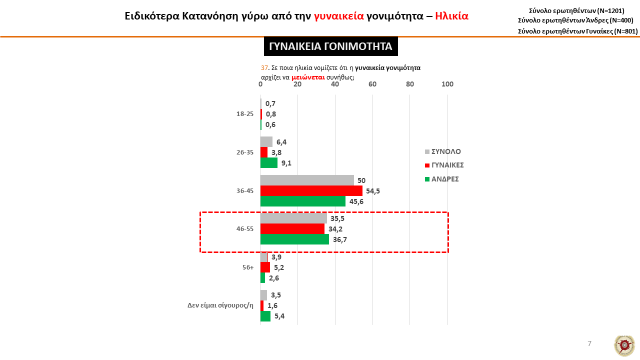 Ειδικότερα Κατανόηση γύρω από την γυναικεία γονιμότητα – Ηλικία
Σύνολο ερωτηθέντων (N=1201)
Σύνολο ερωτηθέντων Άνδρες (N=400)
Σύνολο ερωτηθέντων Γυναίκες (N=801)
ΓΥΝΑΙΚΕΙΑ ΓΟΝΙΜΟΤΗΤΑ
37. Σε ποια ηλικία νομίζετε ότι η γυναικεία γονιμότητα
αρχίζει να μειώνεται συνήθως;
0 20 40 60 80 100
18-25
0,7
0,8
0,6
26-35
6,4
3,8
9,1
36-45
50
54,5
45,6
46-55
35,5
34,2
36,7
56+
3,9
5,2
2,6
Δεν είμαι σίγουρος/η
3,5
1,6
5,4
ΣΥΝΟΛΟ
ΓΥΝΑΙΚΕΣ
ΑΝΔΡΕΣ
7